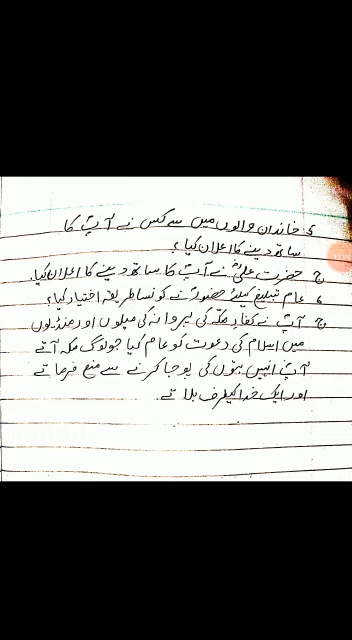 س خاندان والوں میں سے کس نے آپؐ کا
ساتھ دینے کا اعلان کیا ؟
ج حضرت علیؓ نے آپؐ کا ساتھ دینے کا اعلان کیا۔
س عام تبلیغ کیلئے حضورؐ نے کونسا طریقہ اختیار کیا؟
ج آپؐ نے کفار مکہ کی پروا نہ کی میلوں اور منڈیوں
میں اسلام کی دعوت کو عام کیا جو لوگ مکہ آتے
آپؐ انہیں بتوں کی پوجا کرنے سے منع فرماتے
اور ایک خدا کیطرف بلاتے۔